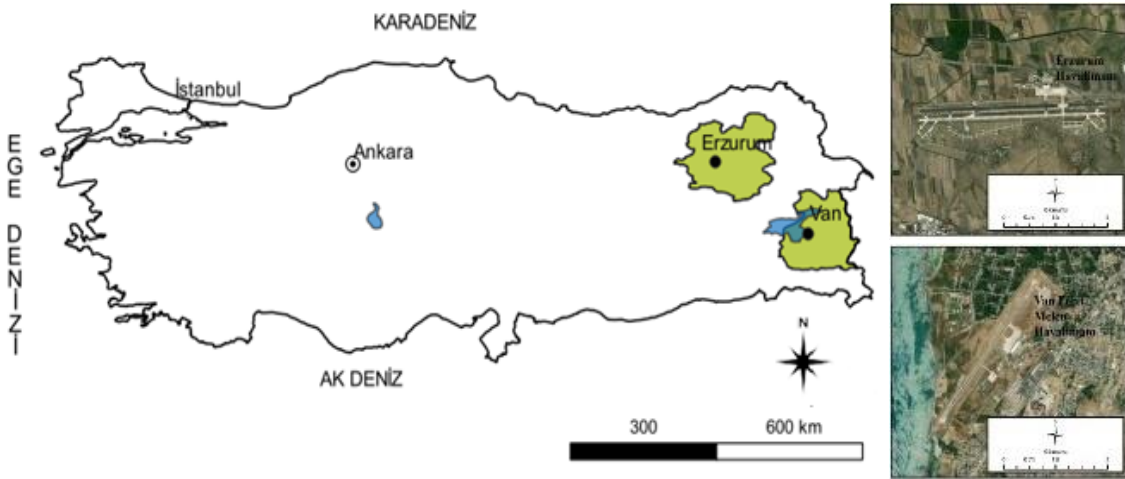 KARADENİZ
İstanbul
Ankara
Erzurum
Van
EGE DENİZİ
AK DENİZ
N
300
600 km
Erzurum
Havalimanı
Van Ferit
Melen
Havalimanı